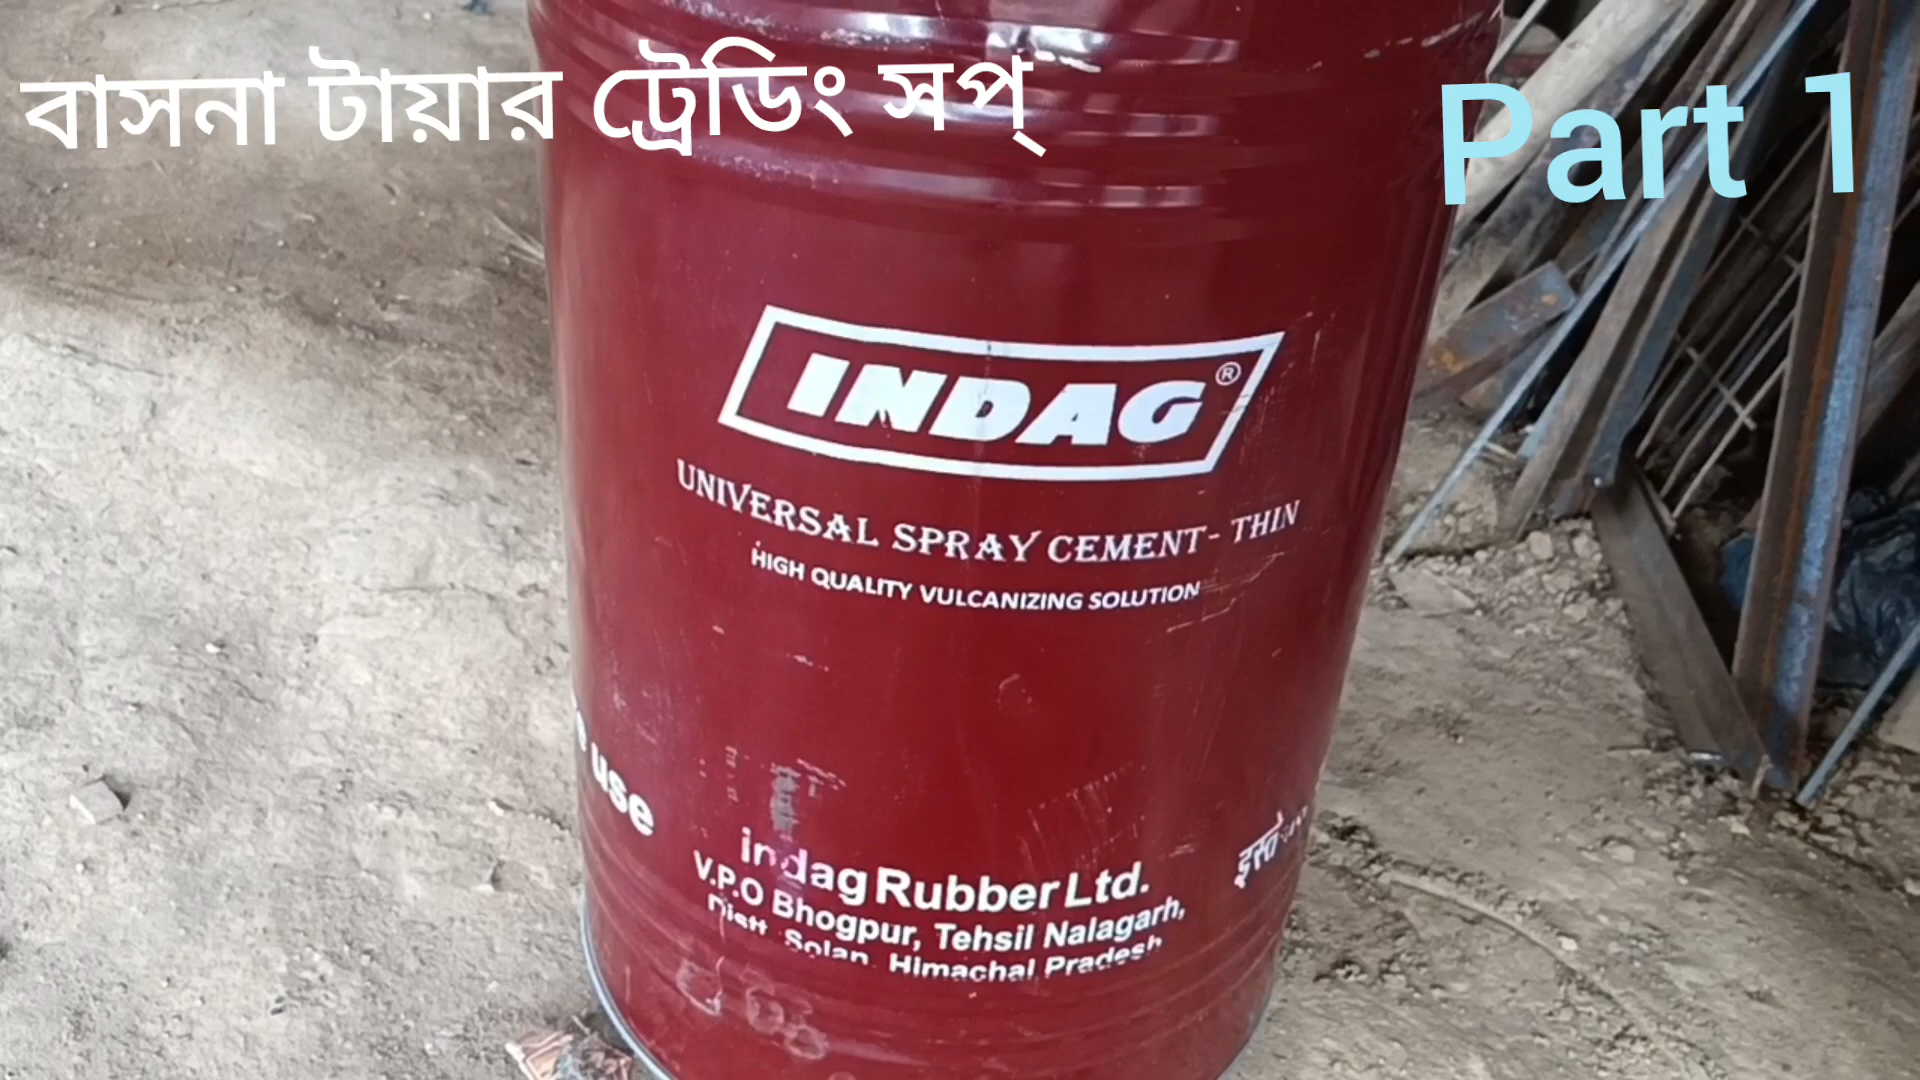 বাসনা টায়ার ট্রেডিং সপ্
Part 1
INDAG®
UNIVERSAL SPRAY CEMENT- THIN
HIGH QUALITY VULCANIZING SOLUTION
use
indag Rubber Ltd.
V.P.O Bhogpur, Tehsil Nalagarh,
Distt. Solan, Himachal Pradesh